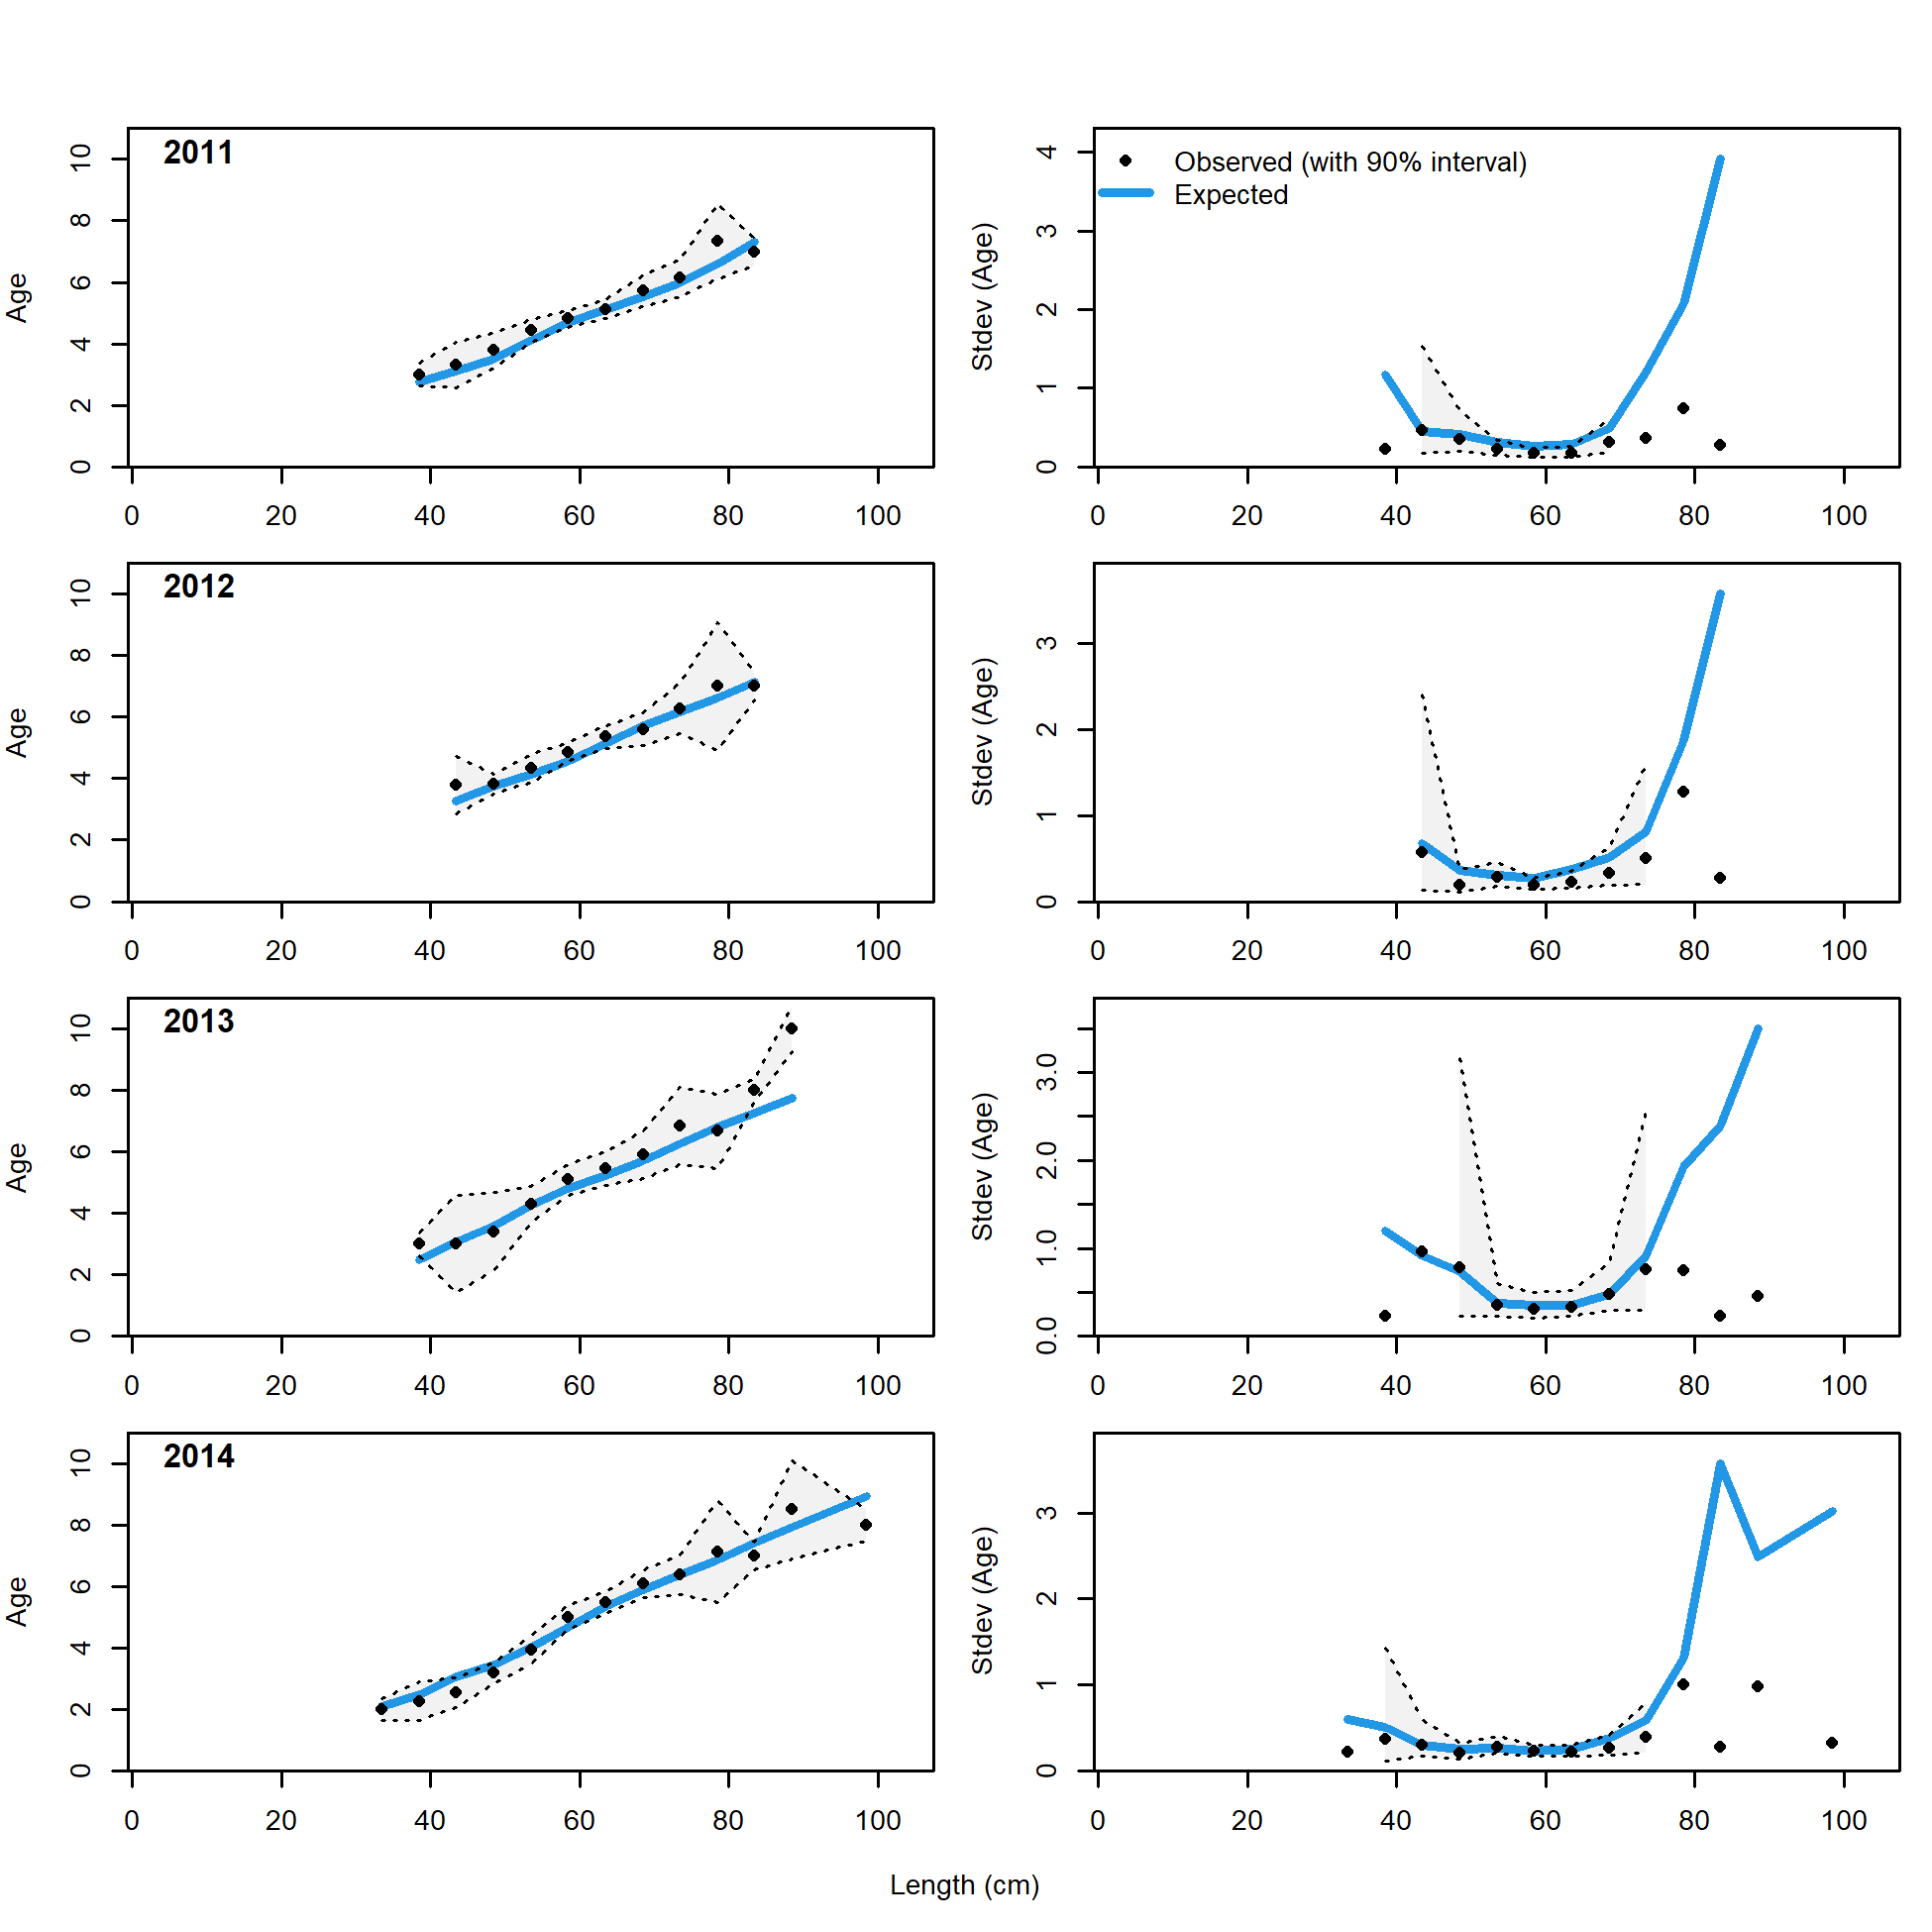 2011
Age
0 2 4 6 8 10
0 20 40 60 80 100
Observed (with 90% interval)
Expected
Stdev (Age)
0 1 2 3 4
0 20 40 60 80 100
2012
Age
0 2 4 6 8 10
0 20 40 60 80 100
Stdev (Age)
0 1 2 3
0 20 40 60 80 100
2013
Age
0 2 4 6 8 10
0 20 40 60 80 100
Stdev (Age)
0.0 1.0 2.0 3.0
0 20 40 60 80 100
2014
Age
0 2 4 6 8 10
0 20 40 60 80 100
Stdev (Age)
0 1 2 3
0 20 40 60 80 100
Length (cm)